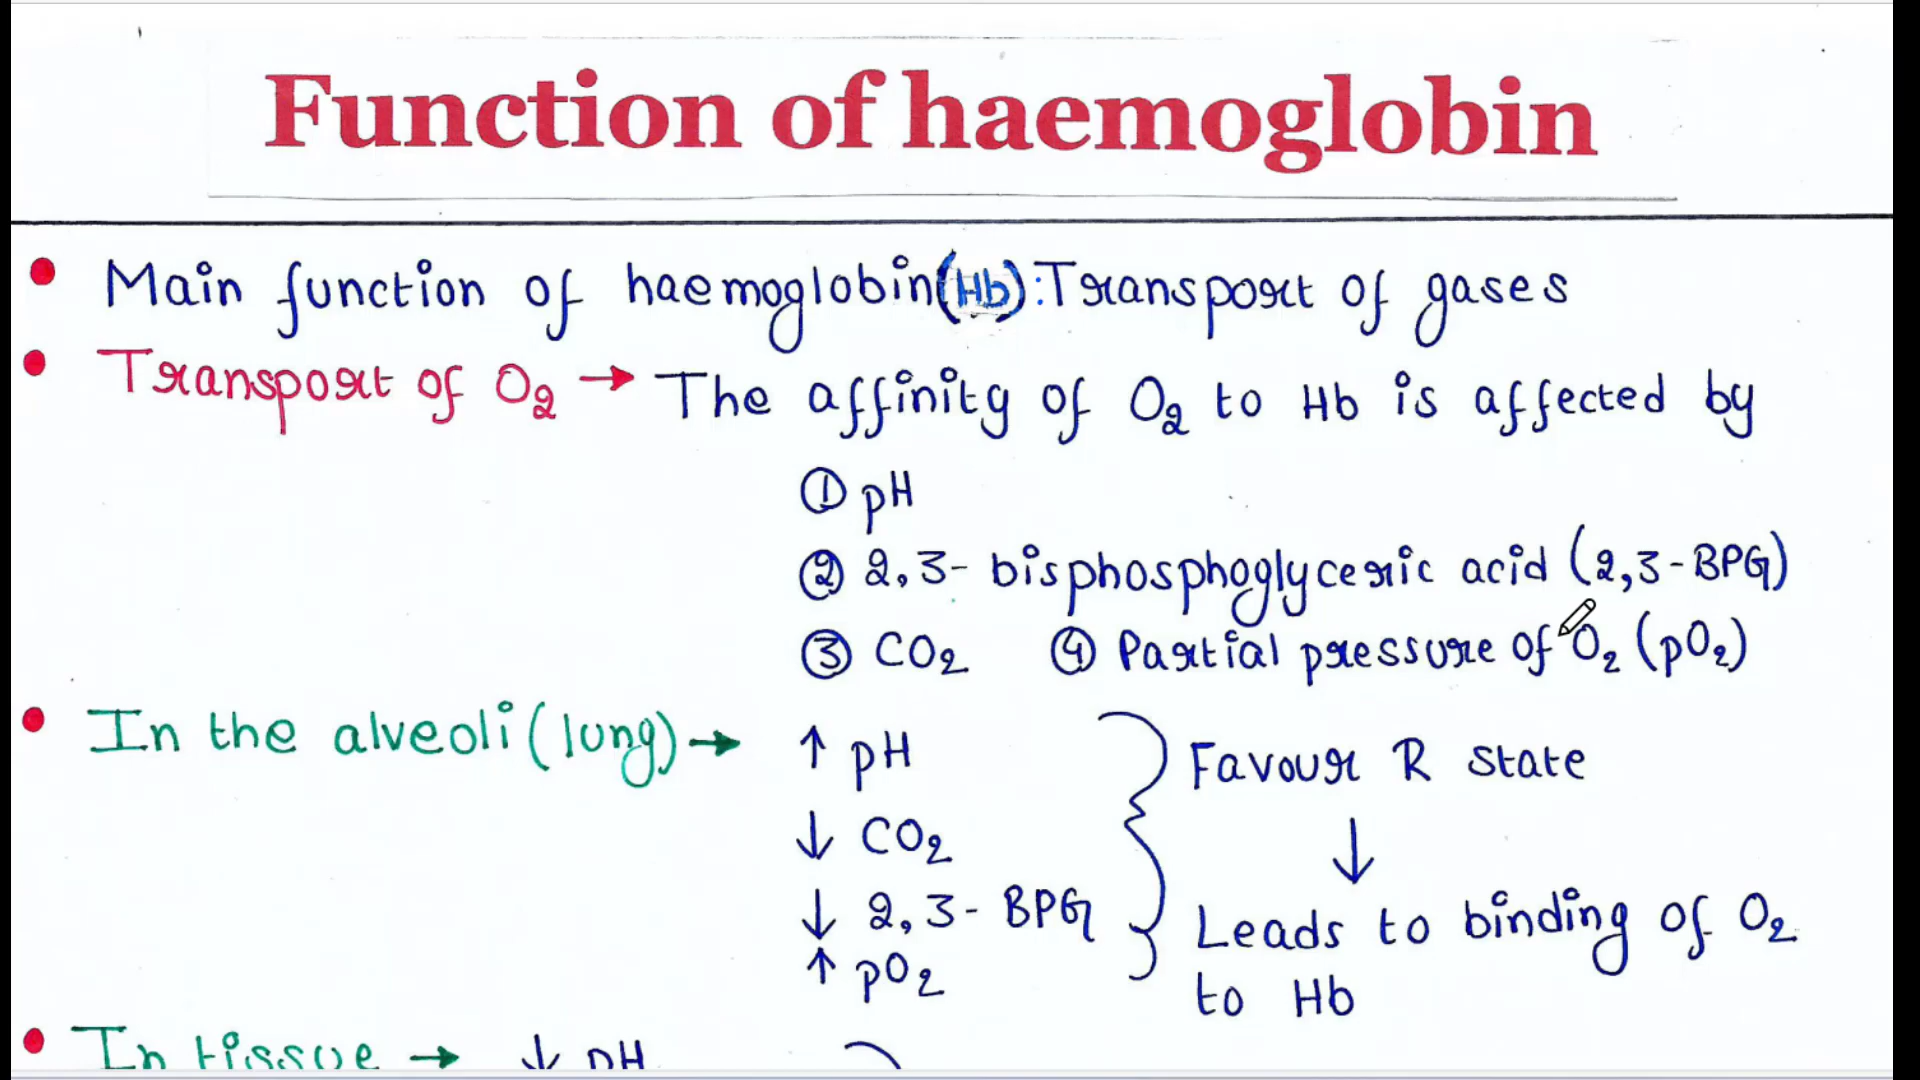 Function of haemoglobin
• Main function of haemoglobin(Hb):Transport of gases
• Transport of O₂ → The affinity of O₂ to Hb is affected by
① pH
② 2,3- bisphosphoglyceric acid (2,3-BPG)
③ CO₂ ④ Partial pressure of O₂ (pO₂)
• In the alveoli (lung) → ↑ pH
↓ CO₂
↓ 2,3- BPG
↑ pO₂
Favour R state
↓
Leads to binding of O₂
to Hb
• In tissue → ↓ pH